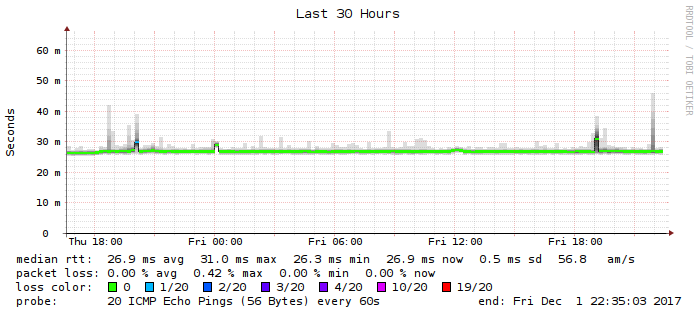 Last 30 Hours
RRDTOOL / TOBI OETIKER
Seconds
60 m
50 m
40 m
30 m
20 m
10 m
0
Thu 18:00 Fri 00:00 Fri 06:00 Fri 12:00 Fri 18:00
median rtt: 26.9 ms avg 31.0 ms max 26.3 ms min 26.9 ms now 0.5 ms sd 56.8 am/s
packet loss: 0.00 % avg 0.42 % max 0.00 % min 0.00 % now
loss color: 0 1/20 2/20 3/20 4/20 10/20 19/20
probe: 20 ICMP Echo Pings (56 Bytes) every 60s end: Fri Dec 1 22:35:03 2017